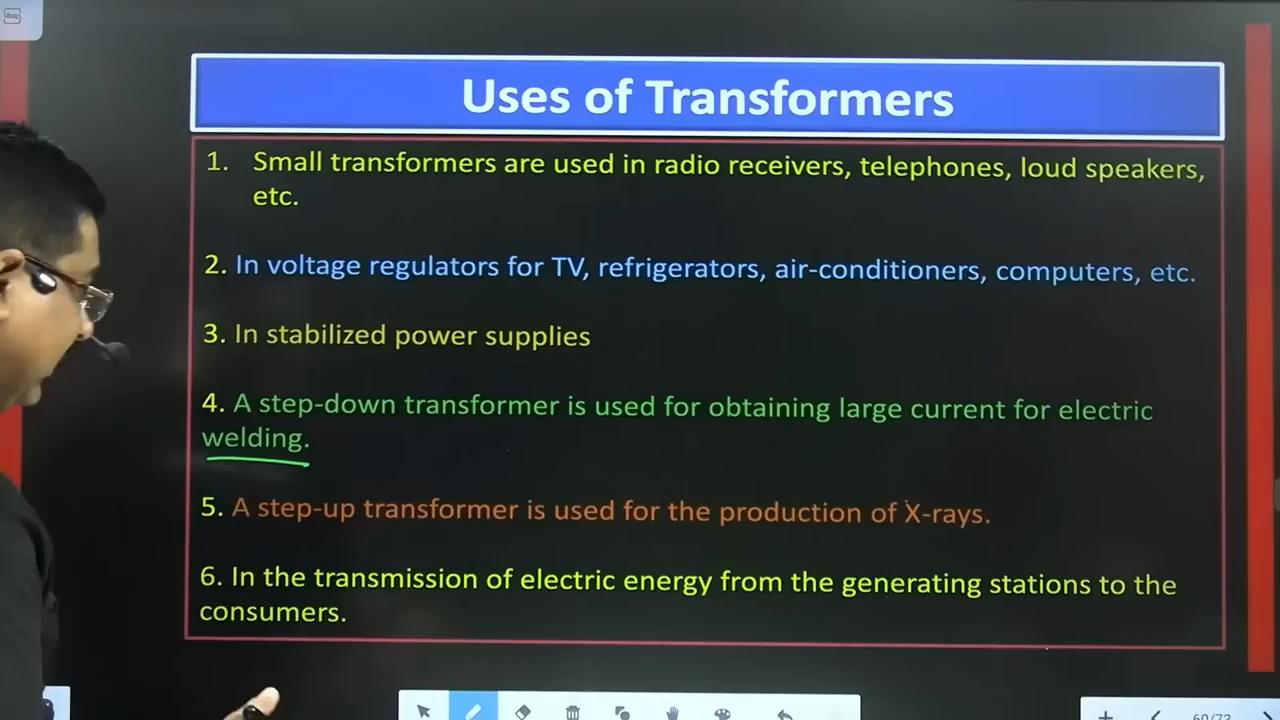 Uses of Transformers
1. Small transformers are used in radio receivers, telephones, loud speakers,
etc.
2. In voltage regulators for TV, refrigerators, air-conditioners, computers, etc.
3. In stabilized power supplies
4. A step-down transformer is used for obtaining large current for electric
welding.
5. A step-up transformer is used for the production of X-rays.
6. In the transmission of electric energy from the generating stations to the
consumers.